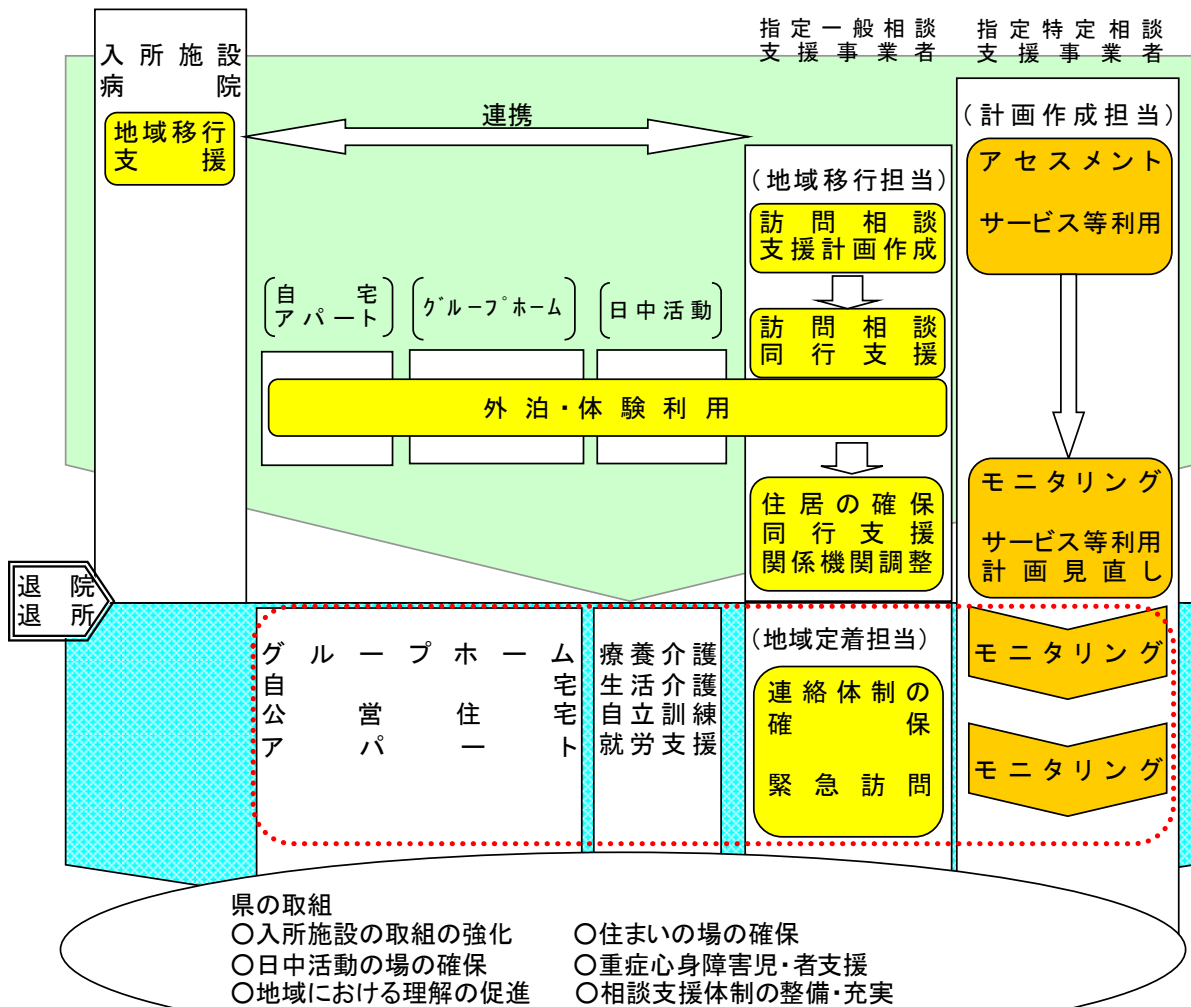 入所施設
病院
地域移行
支援
連携
指定一般相談
支援事業者
指定特定相談
支援事業者
(地域移行担当)
訪問相談
支援計画作成
訪問相談
同行支援
(計画作成担当)
アセスメント
サービス等利用
自宅
アパート
グループホーム
日中活動
外泊・体験利用
住居の確保
同行支援
関係機関調整
モニタリング
サービス等利用
計画見直し
退院
退所
グループホーム
自宅
公営住宅
アパート
療養介護
生活介護
自立訓練
就労支援
(地域定着担当)
連絡体制の
確保
緊急訪問
モニタリング
モニタリング
県の取組
○入所施設の取組の強化
○住まいの場の確保
○日中活動の場の確保
○重症心身障害児・者支援
○地域における理解の促進
○相談支援体制の整備・充実